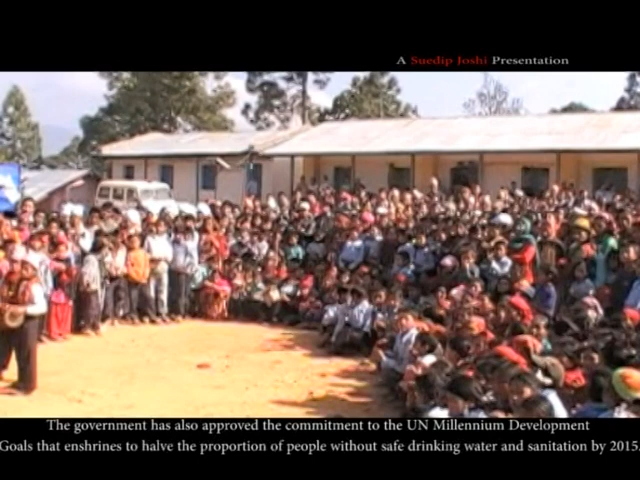 A Suedip Joshi Presentation
The government has also approved the commitment to the UN Millennium Development
Goals that enshrines to halve the proportion of people without safe drinking water and sanitation by 2015.